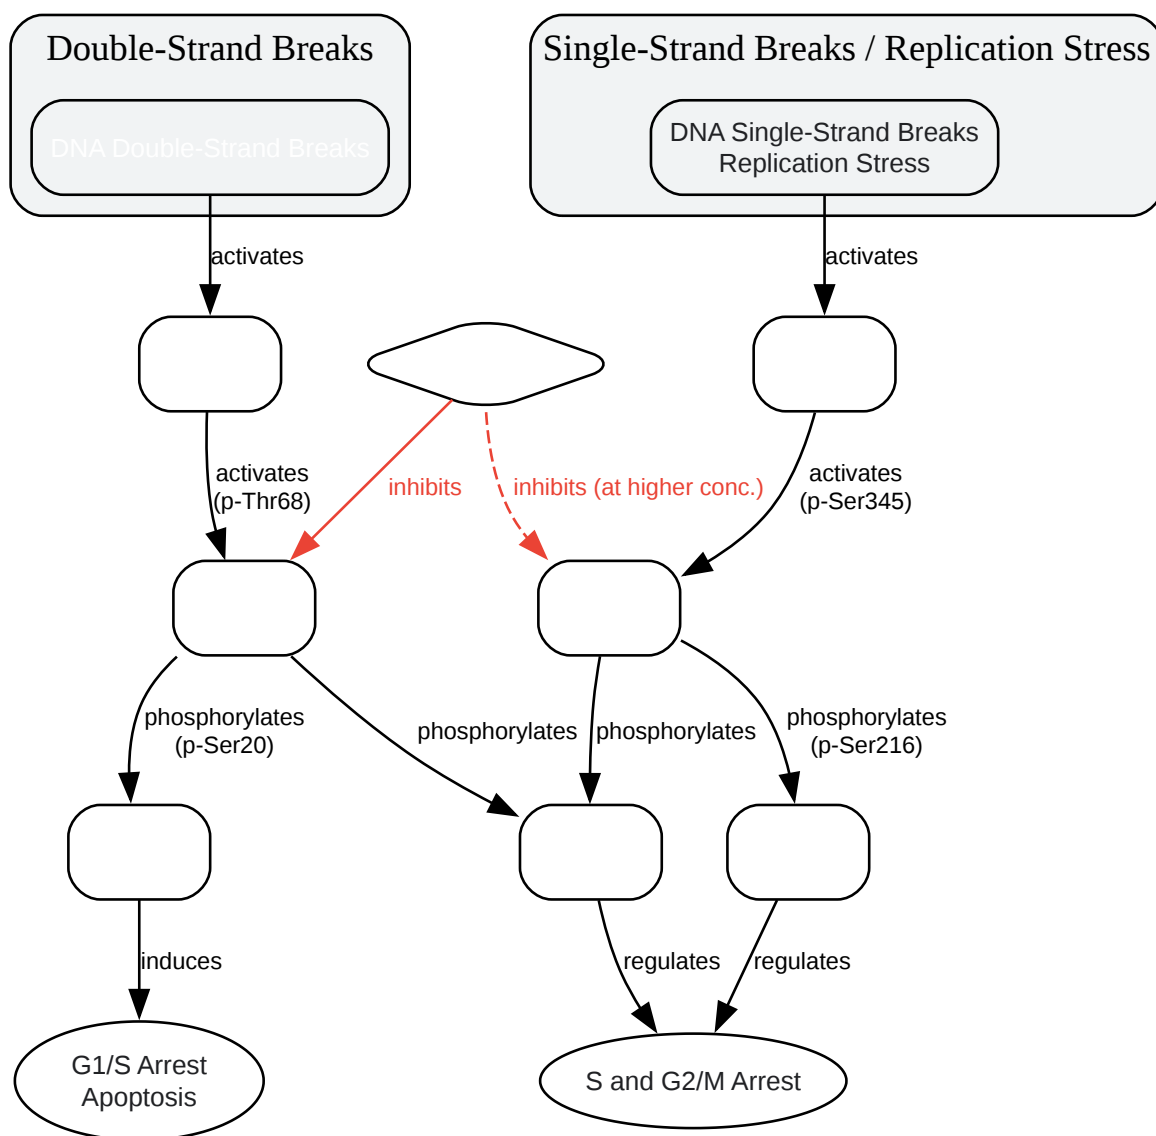 Double-Strand Breaks
Single-Strand Breaks / Replication Stress
DNA Double-Strand Breaks
DNA Single-Strand Breaks
Replication Stress
activates
activates
activates
(p-Thr68)
inhibits
inhibits (at higher conc.)
activates
(p-Ser345)
phosphorylates
(p-Ser20)
phosphorylates
phosphorylates
phosphorylates
(p-Ser216)
induces
regulates
regulates
G1/S Arrest
Apoptosis
S and G2/M Arrest